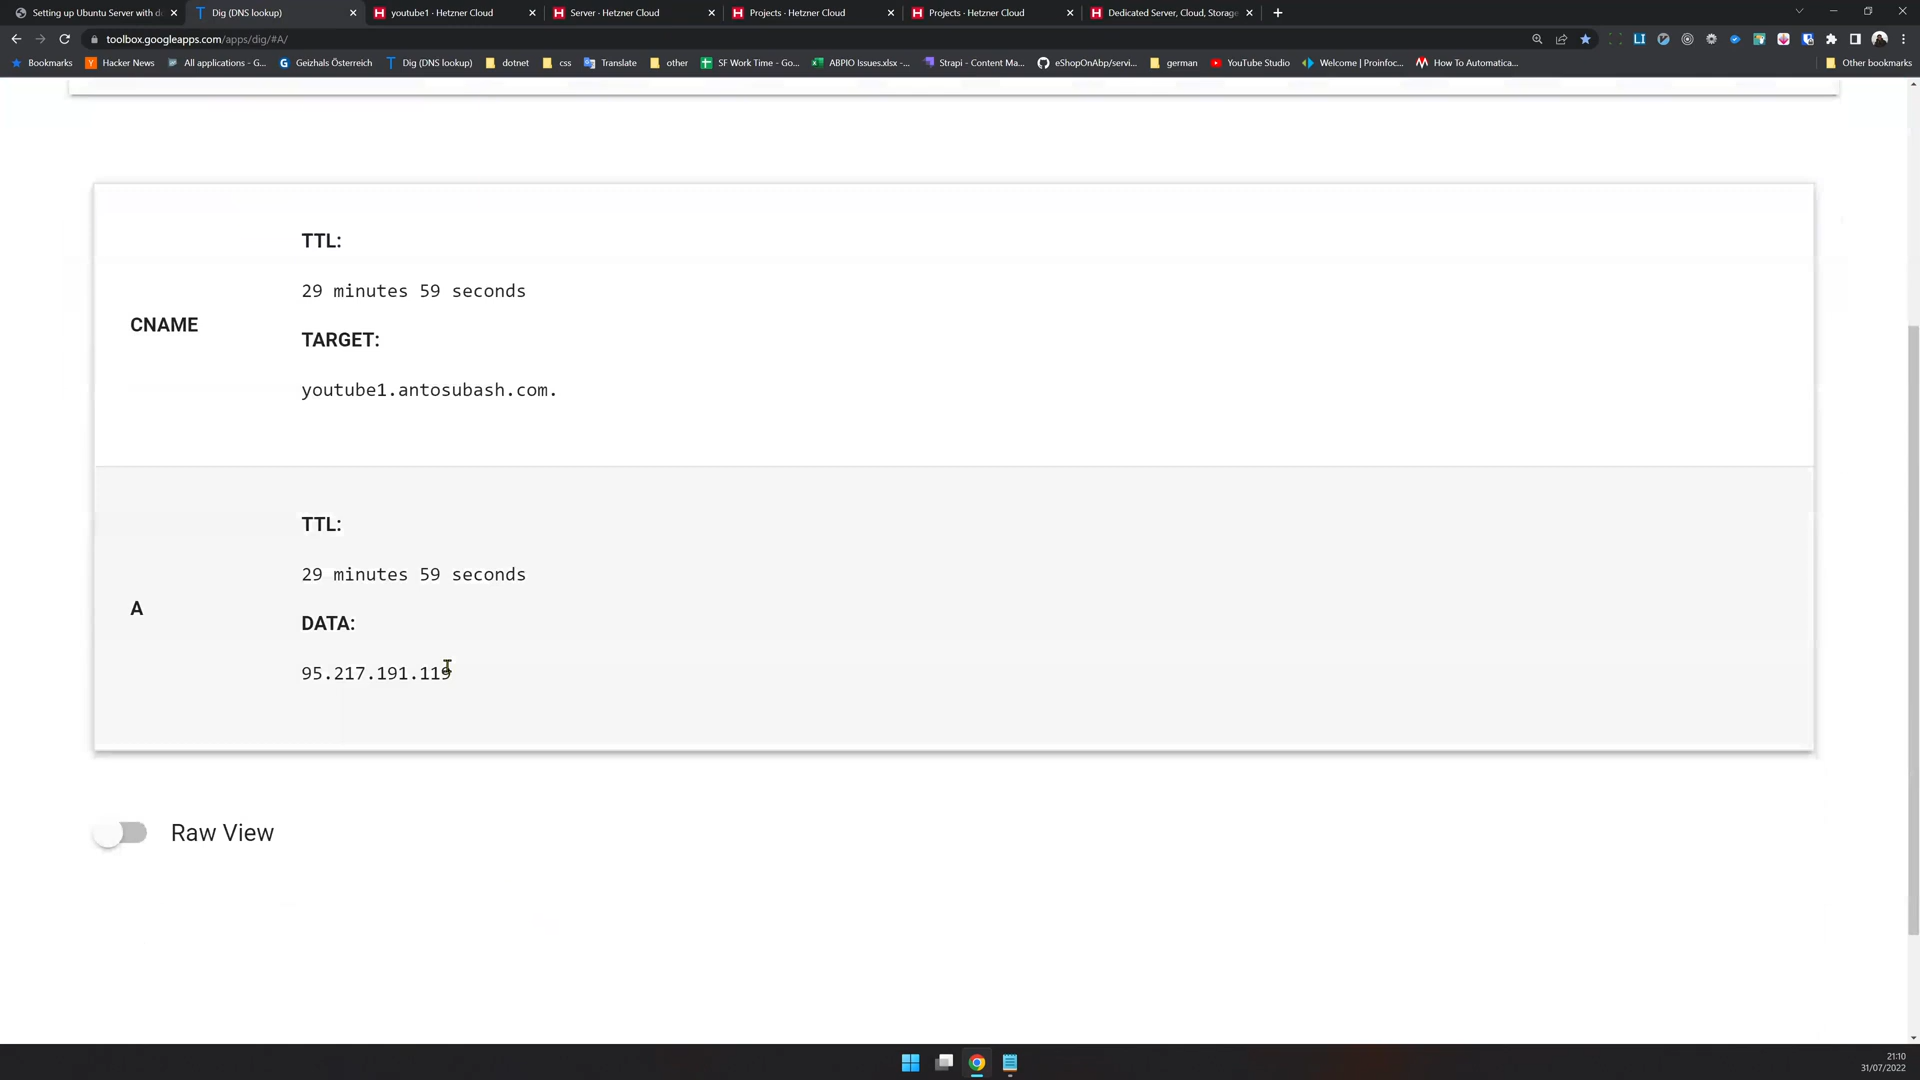 Setting up Ubuntu Server with d
Dig (DNS lookup)
youtube1 - Hetzner Cloud
Server - Hetzner Cloud
Projects - Hetzner Cloud
Projects - Hetzner Cloud
Dedicated Server, Cloud, Storage
toolbox.googleapps.com/apps/dig/#A/
Bookmarks
Hacker News
All applications - G...
Geizhals Österreich
Dig (DNS lookup)
dotnet
css
Translate
other
SF Work Time - Go...
ABPIO Issues.xlsx -...
Strapi - Content Ma...
eShopOnAbp/servi...
german
YouTube Studio
Welcome | Proinfoc...
How To Automatica...
Other bookmarks
CNAME
TTL:
29 minutes 59 seconds
TARGET:
youtube1.antosubash.com.
A
TTL:
29 minutes 59 seconds
DATA:
95.217.191.119
Raw View
21:10
31/07/2022